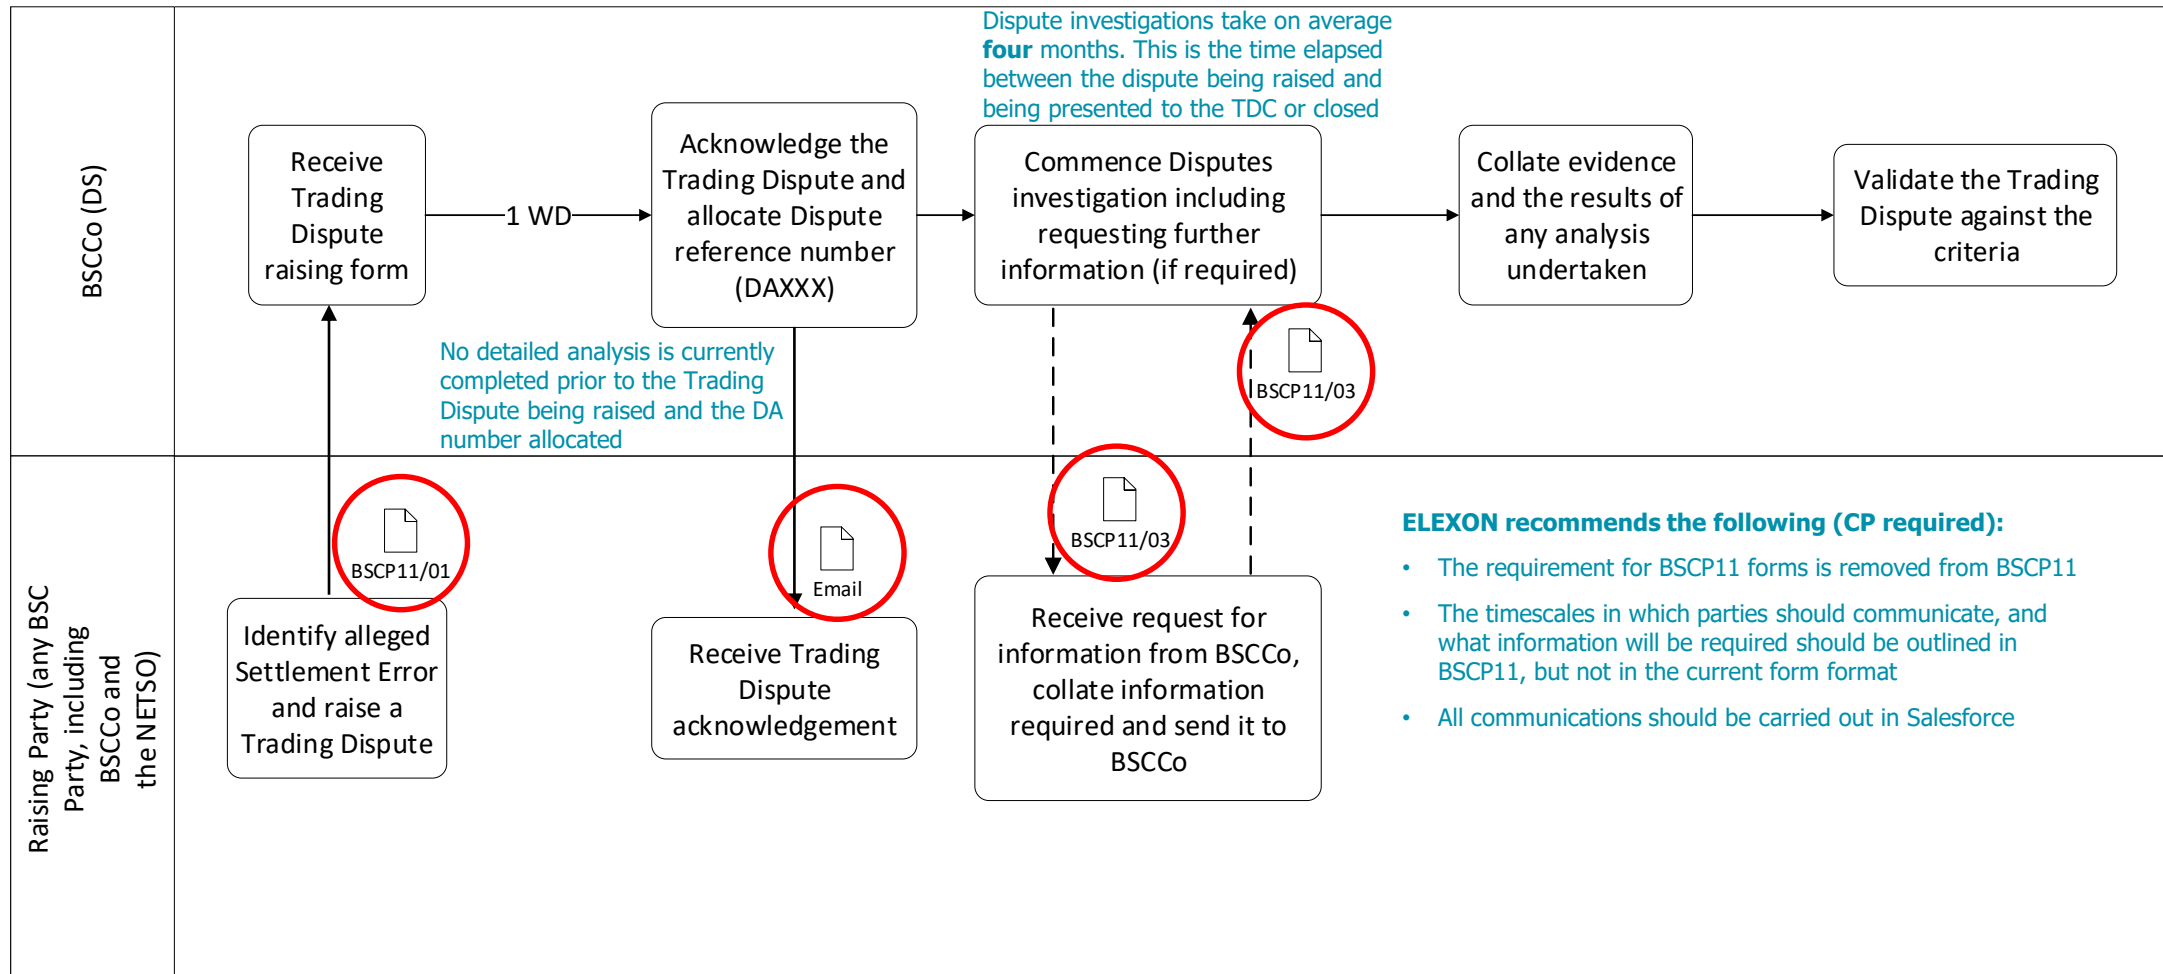 BSCCo (DS)
Receive
Trading
Dispute
raising form
1 WD
Acknowledge the
Trading Dispute and
allocate Dispute
reference number
(DAXXX)
Dispute investigations take on average
four months. This is the time elapsed
between the dispute being raised and
being presented to the TDC or closed
Commence Disputes
investigation including
requesting further
information (if required)
Collate evidence
and the results of
any analysis
undertaken
Validate the Trading
Dispute against the
criteria
No detailed analysis is currently
completed prior to the Trading
Dispute being raised and the DA
number allocated
BSCP11/03
Raising Party (any BSC
Party, including
BSCCo and
the NETSO)
BSCP11/01
Identify alleged
Settlement Error
and raise a
Trading Dispute
Email
Receive Trading
Dispute
acknowledgement
BSCP11/03
Receive request for
information from BSCCo,
collate information
required and send it to
BSCCo
ELEXON recommends the following (CP required):
• The requirement for BSCP11 forms is removed from BSCP11
• The timescales in which parties should communicate, and
what information will be required should be outlined in
BSCP11, but not in the current form format
• All communications should be carried out in Salesforce